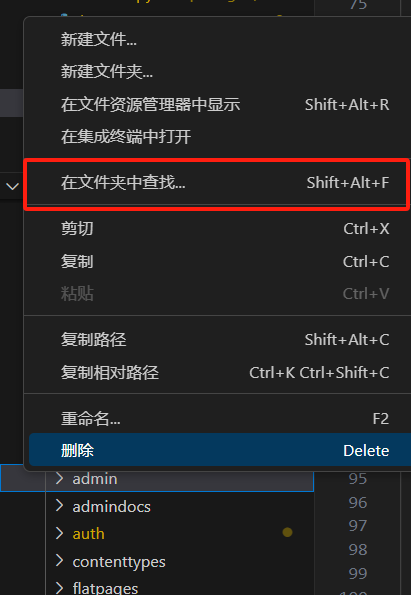 75
新建文件...
新建文件夹...
在文件资源管理器中显示 Shift+Alt+R
在集成终端中打开
在文件夹中查找... Shift+Alt+F
剪切 Ctrl+X
复制 Ctrl+C
粘贴 Ctrl+V
复制路径 Shift+Alt+C
复制相对路径 Ctrl+K Ctrl+Shift+C
重命名... F2
删除 Delete
admin 95
admindocs 96
auth 97
contenttypes 98
flatpages 99